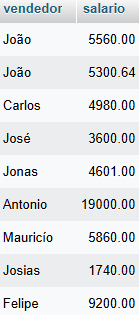 vendedor salario
João 5560.00
João 5300.64
Carlos 4980.00
José 3600.00
Jonas 4601.00
Antonio 19000.00
Mauricío 5860.00
Josias 1740.00
Felipe 9200.00